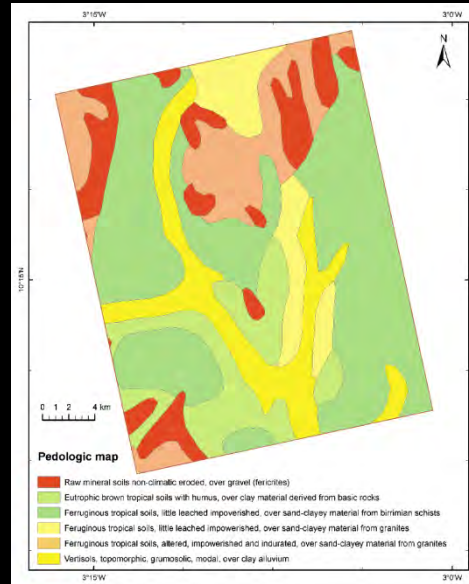 3°15'W 3°0'W
N
10°15'N
10°15'N
0 1 2 4 km
Pedologic map
Raw mineral soils non-climatic eroded, over gravel (fericrites)
Eutrophic brown tropical soils with humus, over clay material derived from basic rocks
Ferruginous tropical soils, little leached impoverished, over sand-clayey material from birrimian schists
Feruginous tropical soils, little leached impoverished, over sand-clayey material from granites
Ferruginous tropical soils, altered, impoverished and indurated, over sand-clayey material from granites
Vertisols, topomorphic, grumosolic, modal, over clay alluvium
3°15'W 3°0'W